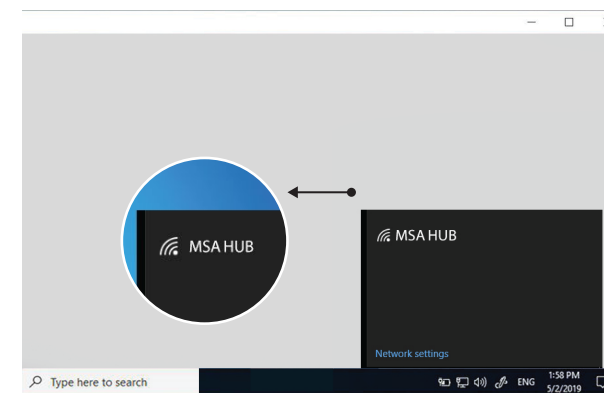 MSA HUB
MSA HUB
Network settings
Type here to search
ENG
1:58 PM
5/2/2019